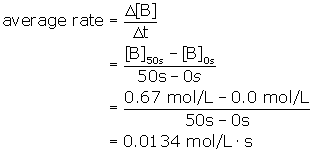 average rate = Δ[B] / Δt
= [B]₅₀ₛ − [B]₀ₛ / 50s − 0s
= 0.67 mol/L − 0.0 mol/L / 50s − 0s
= 0.0134 mol/L · s